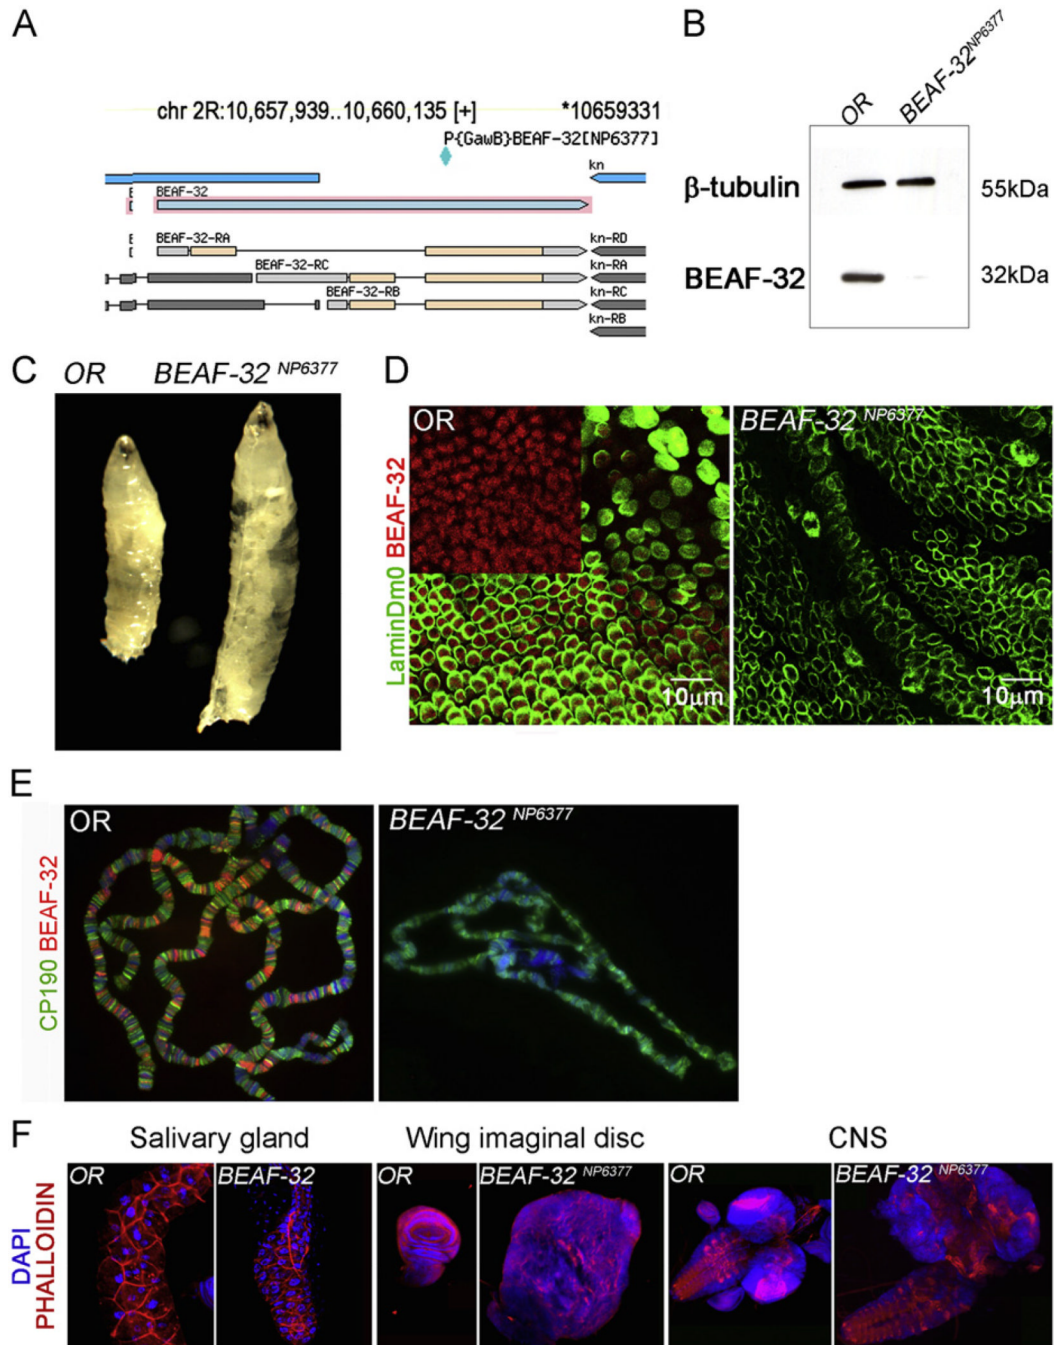 A
chr 2R:10,657,939..10,660,135 [+]
*10659331
P{GawB}BEAF-32[NP6377]
kn
BEAF-32
BEAF-32-RA
kn-RD
BEAF-32-RC
kn-RA
BEAF-32-RB
kn-RC
kn-RB
B
OR
BEAF-32 NP6377
β-tubulin
55kDa
BEAF-32
32kDa
C
OR
BEAF-32 NP6377
D
LaminDm0 BEAF-32
OR
10μm
BEAF-32 NP6377
10μm
E
CP190 BEAF-32
OR
BEAF-32 NP6377
F
Salivary gland
Wing imaginal disc
CNS
DAPI
PHALLOIDIN
OR
BEAF-32
OR
BEAF-32 NP6377
OR
BEAF-32 NP6377